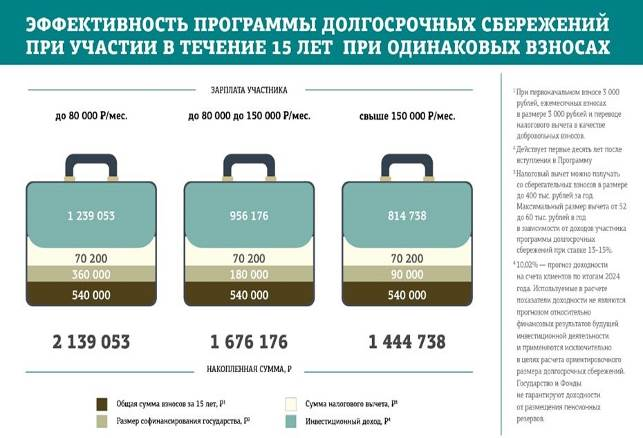 ЭФФЕКТИВНОСТЬ ПРОГРАММЫ ДОЛГОСРОЧНЫХ СБЕРЕЖЕНИЙ
ПРИ УЧАСТИИ В ТЕЧЕНИЕ 15 ЛЕТ ПРИ ОДИНАКОВЫХ ВЗНОСАХ
ЗАРПЛАТА УЧАСТНИКА
до 80 000 ₽/мес.
до 80 000 до 150 000 ₽/мес.
свыше 150 000 ₽/мес.
1 239 053
956 176
814 738
70 200
70 200
70 200
360 000
180 000
90 000
540 000
540 000
540 000
2 139 053
1 676 176
1 444 738
НАКОПЛЕННАЯ СУММА, ₽
Общая сумма взносов за 15 лет, ₽¹
Сумма налогового вычета, ₽³
Размер софинансирования государства, ₽²
Инвестиционный доход, ₽⁴
¹При первоначальном взносе 3 000
рублей, ежемесячных взносах
в размере 3 000 рублей и переводе
налогового вычета в качестве
добровольных взносов.
²Действует первые десять лет после
вступления в Программу
³Налоговый вычет можно получать
со сберегательных взносов в размере
до 400 тыс. рублей за год.
Максимальный размер вычета от 52
до 60 тыс. рублей в год
в зависимости от доходов участника
программы долгосрочных
сбережений при ставке 13-15%.
⁴10,02% — прогноз доходности
на счета клиентов по итогам 2024
года. Используемые в расчете
показатели доходности не являются
прогнозом относительно
финансовых результатов будущей
инвестиционной деятельности
и применяются исключительно
в целях расчета ориентировочного
размера долгосрочных сбережений.
Государство и Фонды
не гарантируют доходности
от размещения пенсионных
резервов.